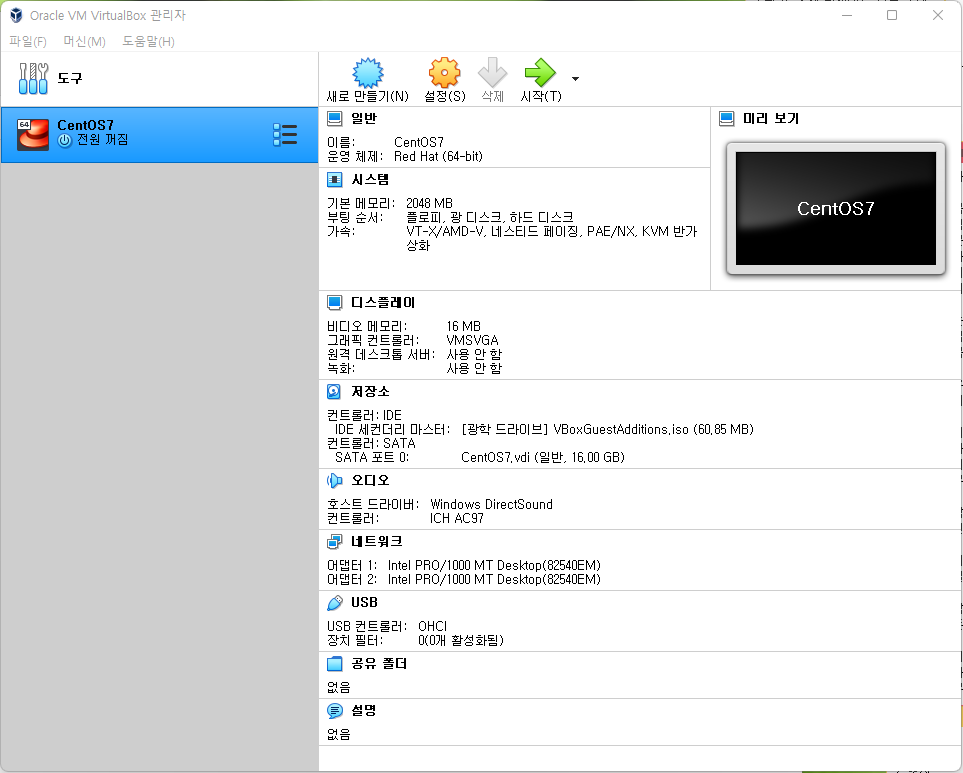 Oracle VM VirtualBox 관리자
파일(F) 머신(M) 도움말(H)
도구
새로 만들기(N) 설정(S) 삭제 시작(T)
64
CentOS7
전원 꺼짐
일반
이름: CentOS7
운영 체제: Red Hat (64-bit)
미리 보기
CentOS7
시스템
기본 메모리: 2048 MB
부팅 순서: 플로피, 광 디스크, 하드 디스크
가속: VT-X/AMD-V, 네스티드 페이징, PAE/NX, KVM 반가
상화
디스플레이
비디오 메모리: 16 MB
그래픽 컨트롤러: VMSVGA
원격 데스크톱 서버: 사용 안 함
녹화: 사용 안 함
저장소
컨트롤러: IDE
IDE 세컨더리 마스터: [광학 드라이브] VBoxGuestAdditions.iso (60.85 MB)
컨트롤러: SATA
SATA 포트 0: CentOS7.vdi (일반, 16.00 GB)
오디오
호스트 드라이버: Windows DirectSound
컨트롤러: ICH AC97
네트워크
어댑터 1: Intel PRO/1000 MT Desktop(82540EM)
어댑터 2: Intel PRO/1000 MT Desktop(82540EM)
USB
USB 컨트롤러: OHCI
장치 필터: 0(0개 활성화됨)
공유 폴더
없음
설명
없음